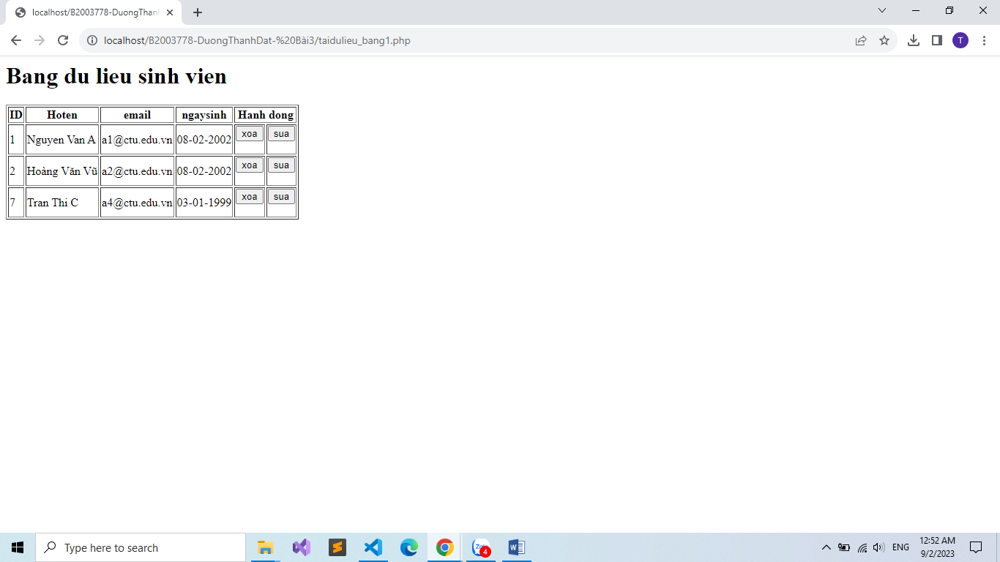 localhost/B2003778-DuongThanh
localhost/B2003778-DuongThanhDat-%20Bài3/taidulieu_bang1.php
T
Bang du lieu sinh vien
ID Hoten email ngaysinh Hanh dong
1 Nguyen Van A a1@ctu.edu.vn 08-02-2002 xoa sua
2 Hoàng Văn Vũ a2@ctu.edu.vn 08-02-2002 xoa sua
7 Tran Thi C a4@ctu.edu.vn 03-01-1999 xoa sua
Type here to search
Zalo
4
W
ENG
12:52 AM
9/2/2023